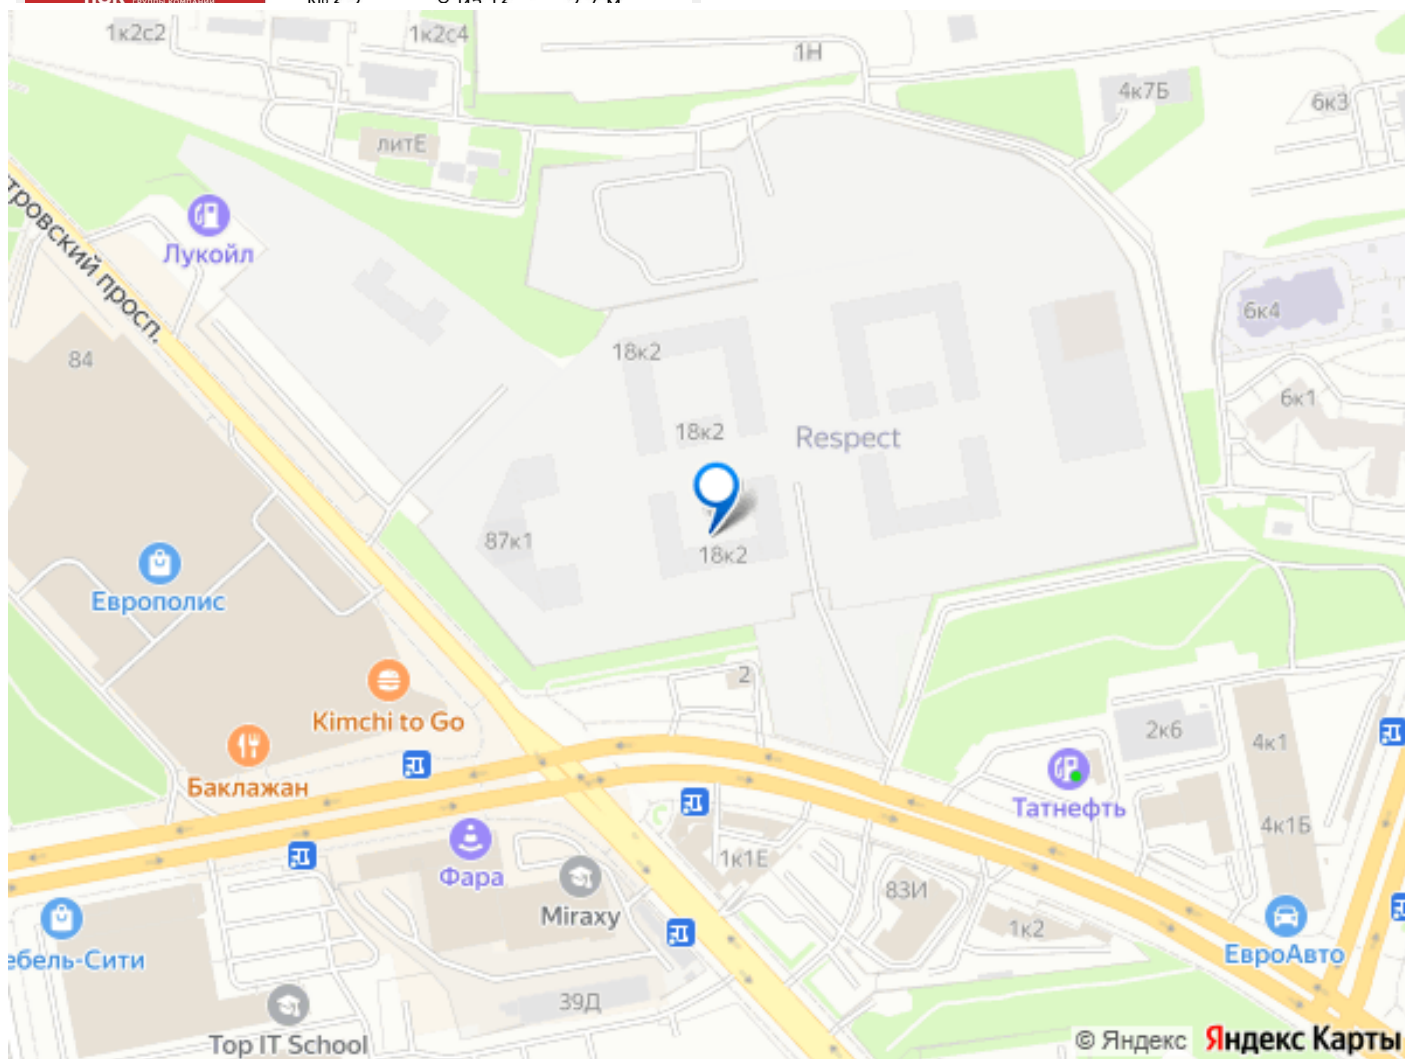 1к2с2
1к2с4
1Н
4к7Б
6к3
литЕ
Лукойл
тровский просп.
84
6к4
18к2
6к1
18к2
Respect
87к1
18к2
Европолис
2
Kimchi to Go
2к6
4к1
Баклажан
Татнефть
4к1Б
1к1Е
Фара
83И
Miraxy
1к2
ебель-Сити
ЕвроАвто
39Д
Top IT School
© Яндекс Яндекс Карты